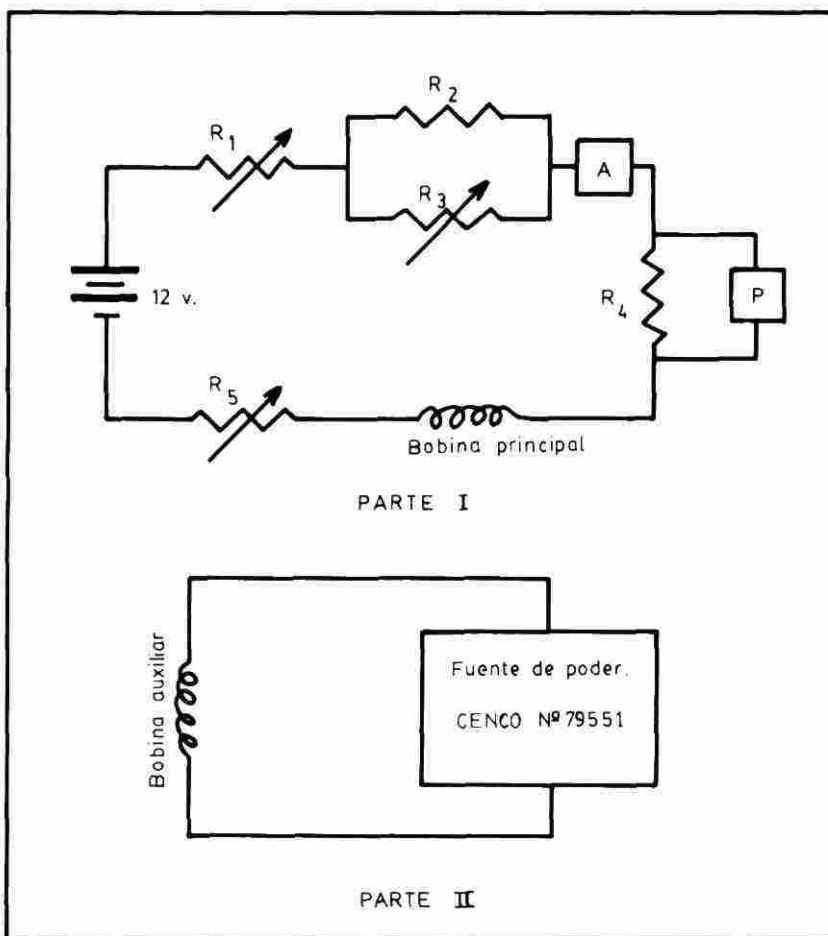 R2
R1
A
R3
12 v.
R4
P
R5
Bobina principal
PARTE I
Bobina auxiliar
Fuente de poder.
CENCO Nº 79551
PARTE II